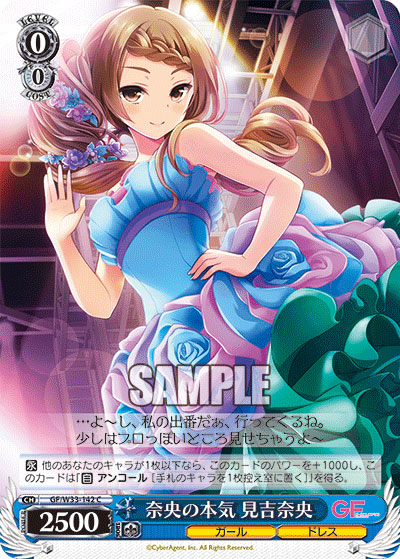 LEVEL
0
0
COST
SAMPLE
…よ～し、私の出番だぁ、行ってくるね。
少しはプロっぽいところ見せちゃうよ～
永 他のあなたのキャラが1枚以下なら、このカードのパワーを＋1000し、こ
のカードは『自 アンコール ［手札のキャラを1枚控え室に置く］』を得る。
CH GF/W33-142 C
2500
奈央の本気 見吉奈央
GF
ガール ドレス
©CyberAgent, Inc. All Rights Reserved.